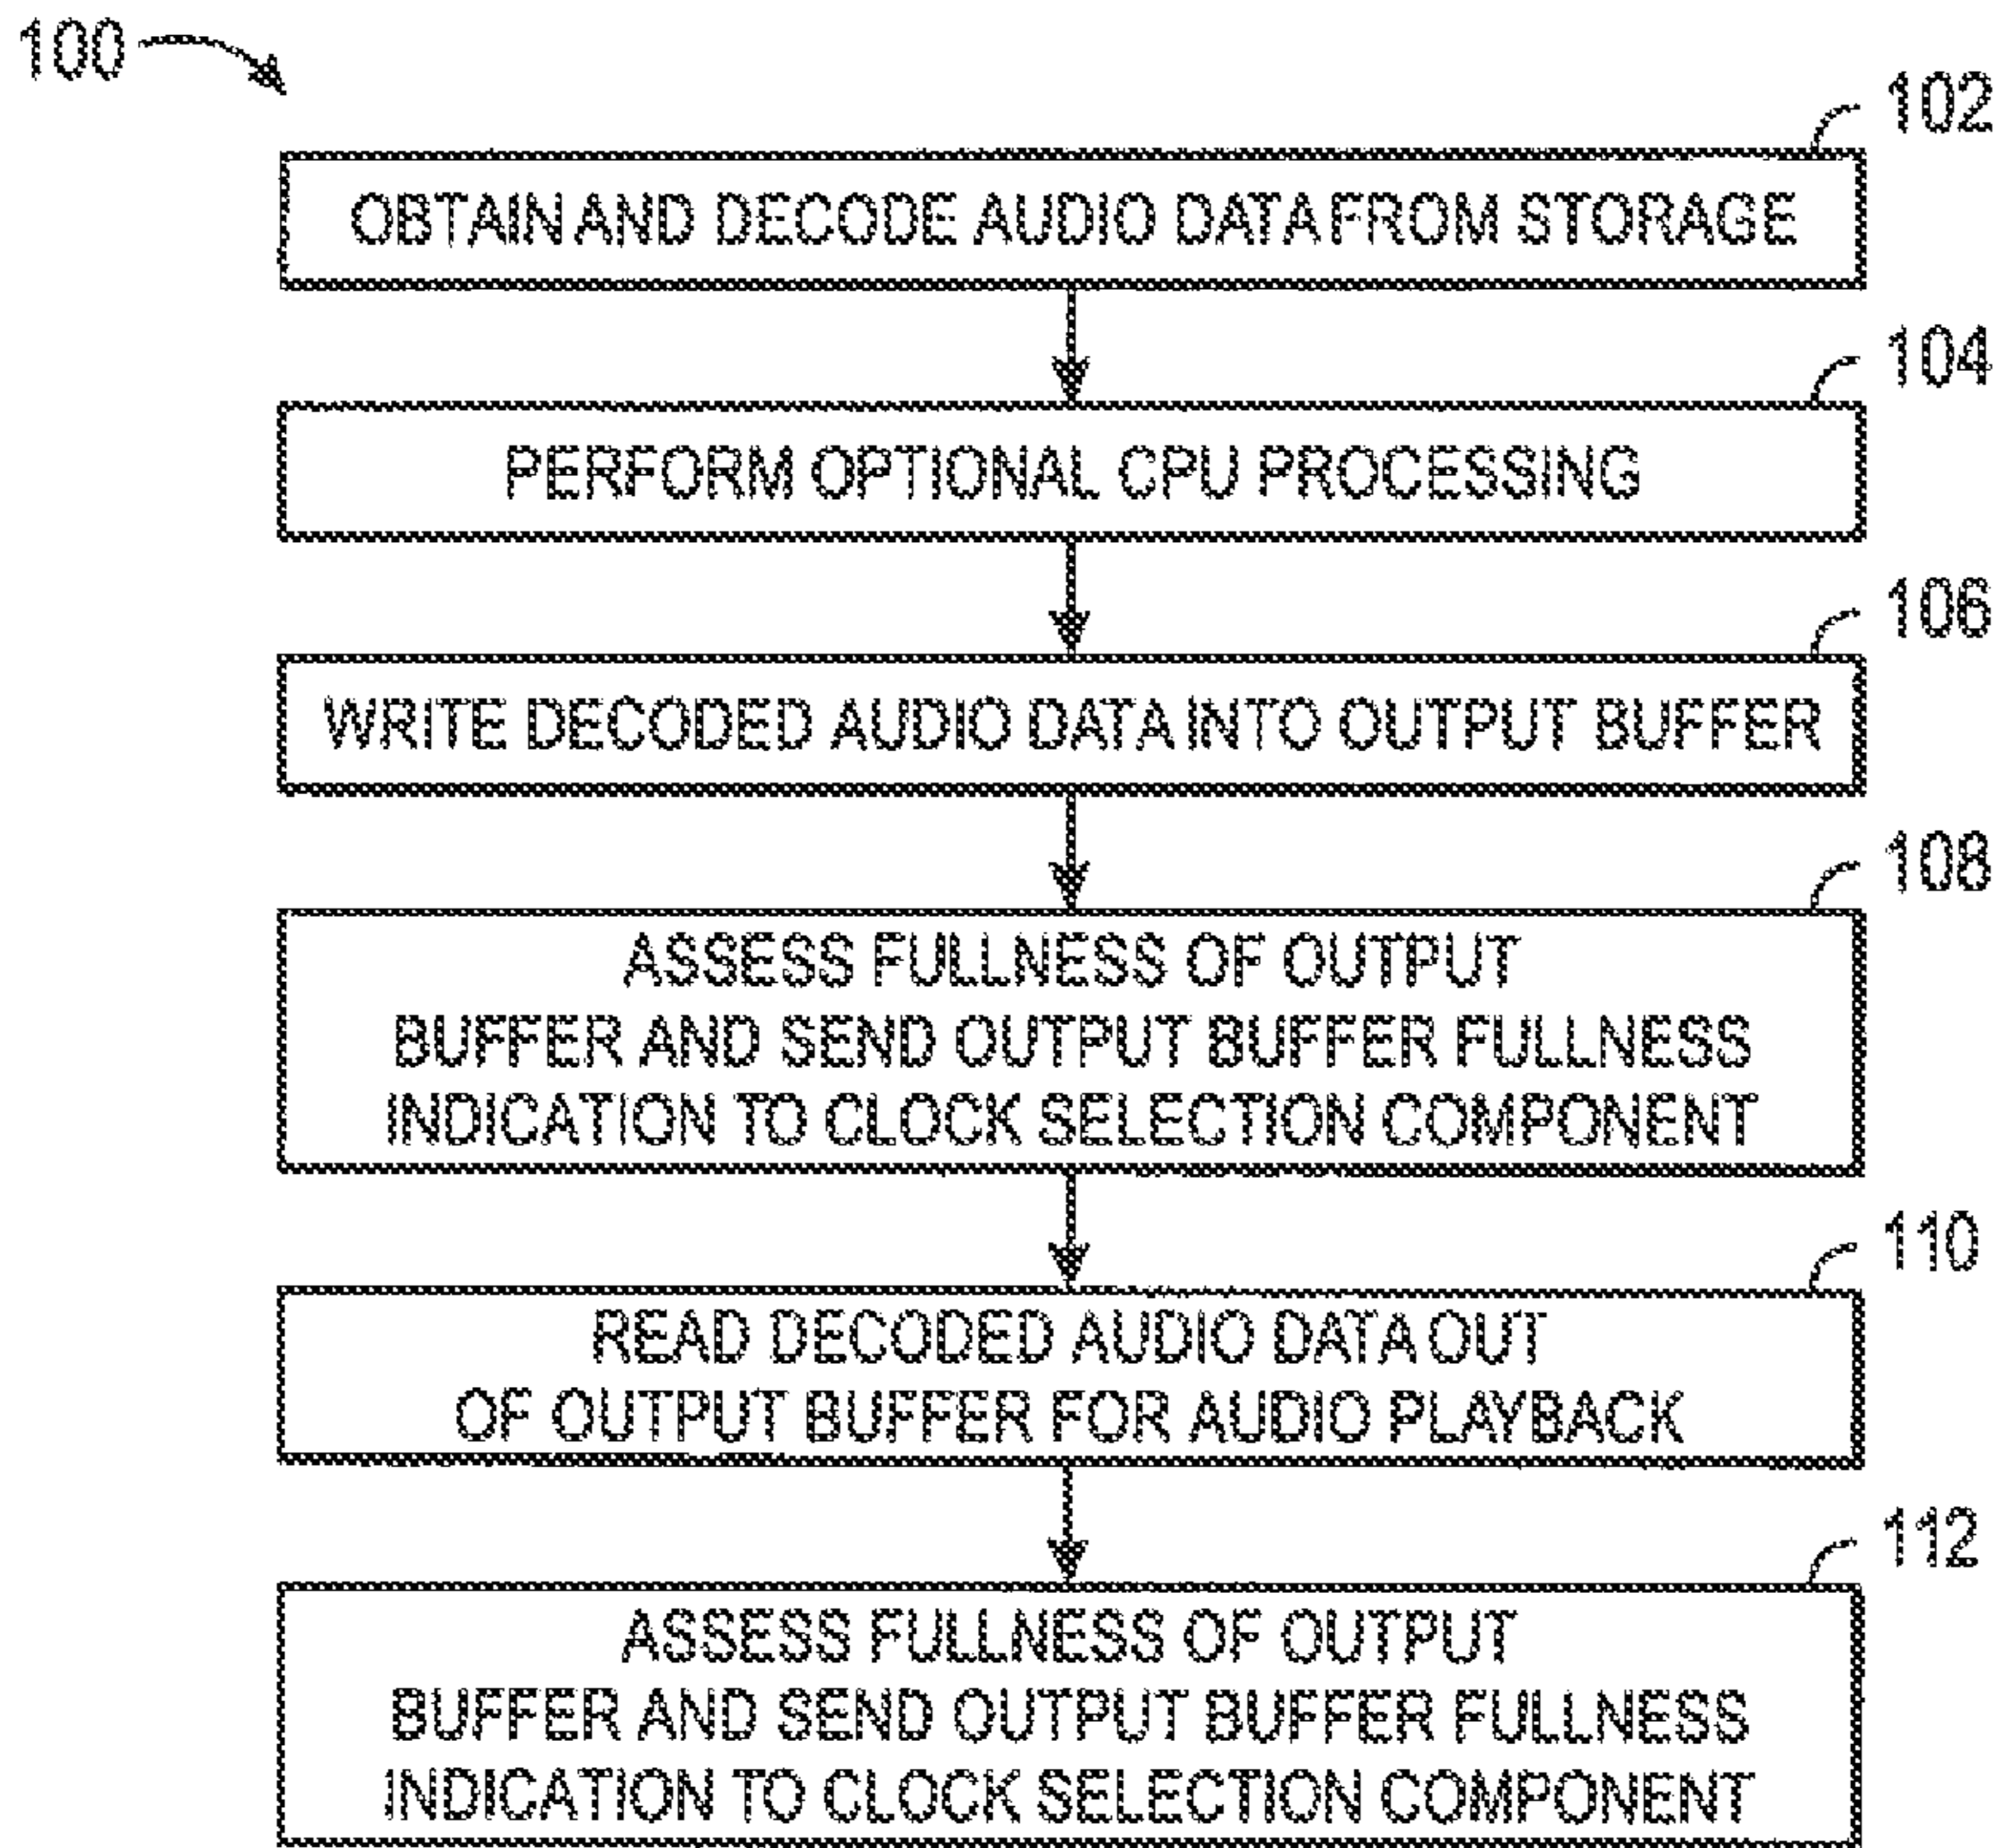 100
102
OBTAIN AND DECODE AUDIO DATA FROM STORAGE
104
PERFORM OPTIONAL CPU PROCESSING
106
WRITE DECODED AUDIO DATA INTO OUTPUT BUFFER
108
ASSESS FULLNESS OF OUTPUT
BUFFER AND SEND OUTPUT BUFFER FULLNESS
INDICATION TO CLOCK SELECTION COMPONENT
110
READ DECODED AUDIO DATA OUT
OF OUTPUT BUFFER FOR AUDIO PLAYBACK
112
ASSESS FULLNESS OF OUTPUT
BUFFER AND SEND OUTPUT BUFFER FULLNESS
INDICATION TO CLOCK SELECTION COMPONENT